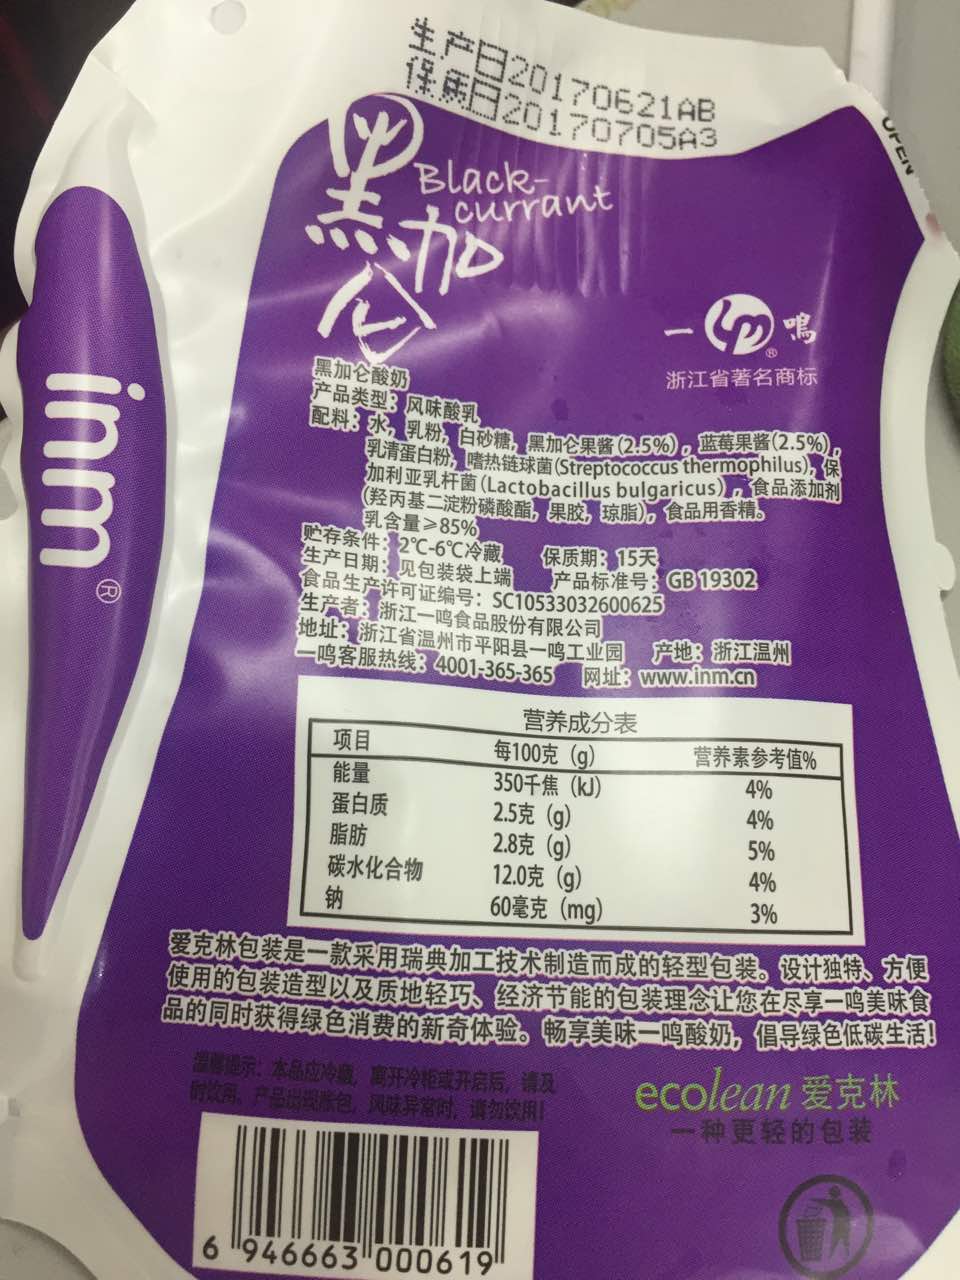 生产日20170621AB
保质日20170705A3
OPEN
黑加仑
Black-
currant
一鸣
®
浙江省著名商标
inm®
黑加仑酸奶
产品类型：风味酸乳
配料：水，乳粉，白砂糖，黑加仑果酱(2.5%)，蓝莓果酱(2.5%)，
乳清蛋白粉，嗜热链球菌(Streptococcus thermophilus)，保
加利亚乳杆菌(Lactobacillus bulgaricus)，食品添加剂
(羟丙基二淀粉磷酸酯，果胶，琼脂)，食品用香精。
乳含量≥85%
贮存条件：2℃-6℃冷藏 保质期：15天
生产日期：见包装袋上端 产品标准号：GB 19302
食品生产许可证编号：SC10533032600625
生产者：浙江一鸣食品股份有限公司
地址：浙江省温州市平阳县一鸣工业园 产地：浙江温州
一鸣客服热线：4001-365-365 网址：www.inm.cn
营养成分表
项目 每100克（g） 营养素参考值%
能量 350千焦（kJ） 4%
蛋白质 2.5克（g） 4%
脂肪 2.8克（g） 5%
碳水化合物 12.0克（g） 4%
钠 60毫克（mg） 3%
爱克林包装是一款采用瑞典加工技术制造而成的轻型包装。设计独特、方便
使用的包装造型以及质地轻巧、经济节能的包装理念让您在尽享一鸣美味食
品的同时获得绿色消费的新奇体验。畅享美味一鸣酸奶，倡导绿色低碳生活！
温馨提示：本品应冷藏，离开冷柜或开启后，请及
时饮用。产品出现胀包，风味异常时，请勿饮用！
ecolean 爱克林
一种更轻的包装
6 946663 000619